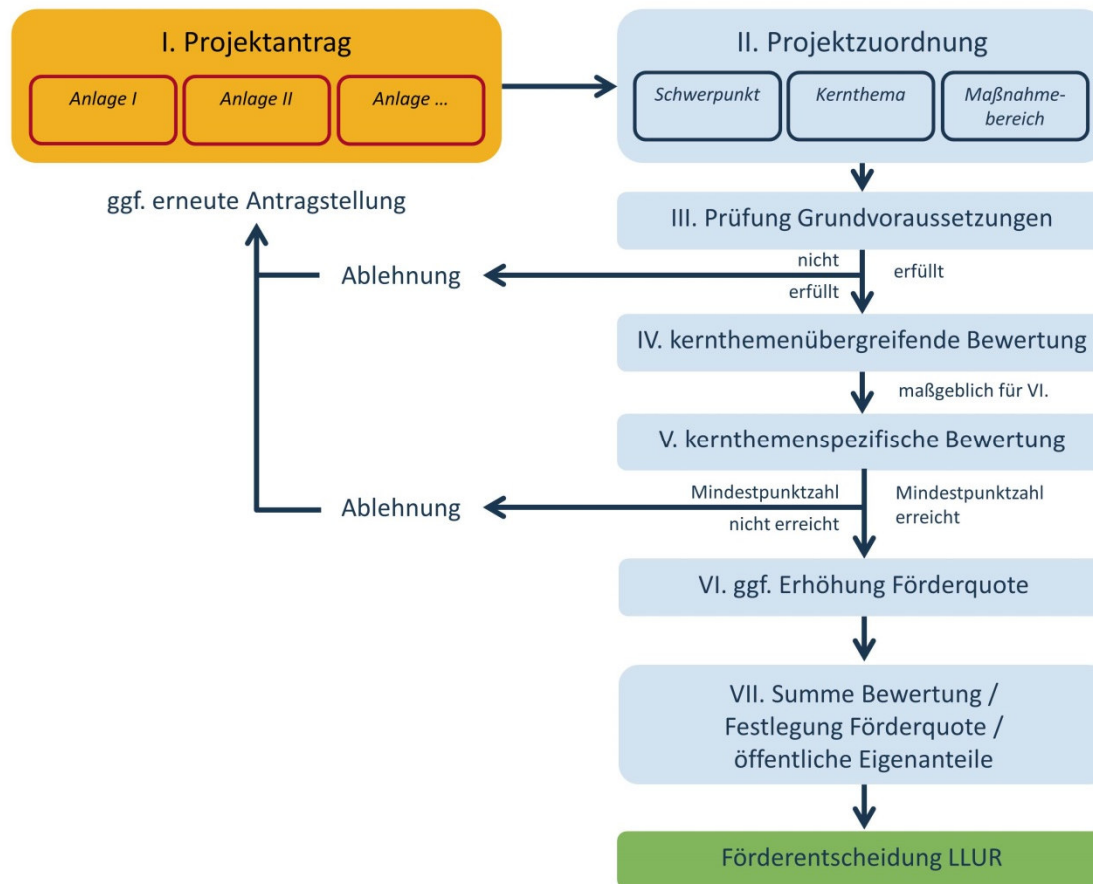 I. Projektantrag
Anlage I
Anlage II
Anlage ...
II. Projektzuordnung
Schwerpunkt
Kernthema
Maßnahme-
bereich
ggf. erneute Antragstellung
III. Prüfung Grundvoraussetzungen
nicht
erfüllt
erfüllt
Ablehnung
IV. kernthemenübergreifende Bewertung
maßgeblich für VI.
V. kernthemenspezifische Bewertung
Mindestpunktzahl
nicht erreicht
Mindestpunktzahl
erreicht
Ablehnung
VI. ggf. Erhöhung Förderquote
VII. Summe Bewertung /
Festlegung Förderquote /
öffentliche Eigenanteile
Förderentscheidung LLUR